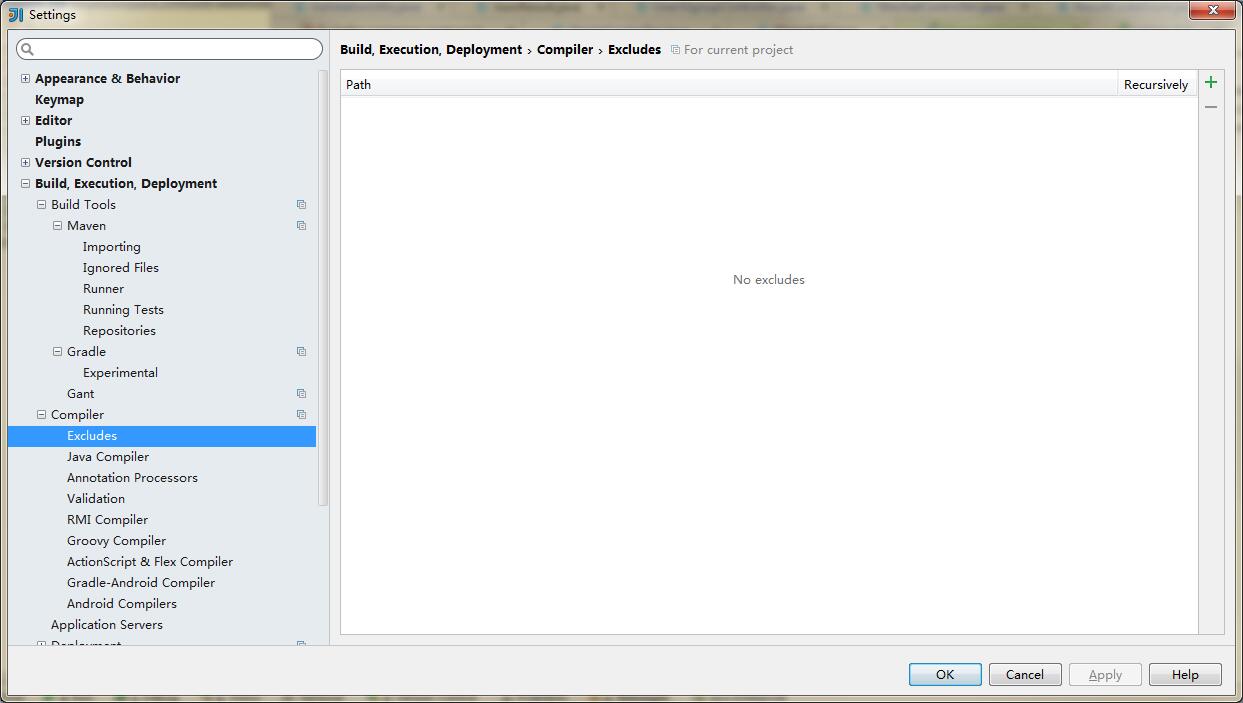 Settings
Build, Execution, Deployment › Compiler › Excludes For current project
Appearance & Behavior
Keymap
Editor
Plugins
Version Control
Build, Execution, Deployment
Build Tools
Maven
Importing
Ignored Files
Runner
Running Tests
Repositories
Gradle
Experimental
Gant
Compiler
Excludes
Java Compiler
Annotation Processors
Validation
RMI Compiler
Groovy Compiler
ActionScript & Flex Compiler
Gradle-Android Compiler
Android Compilers
Application Servers
Deployment
Path Recursively
No excludes
OK Cancel Apply Help